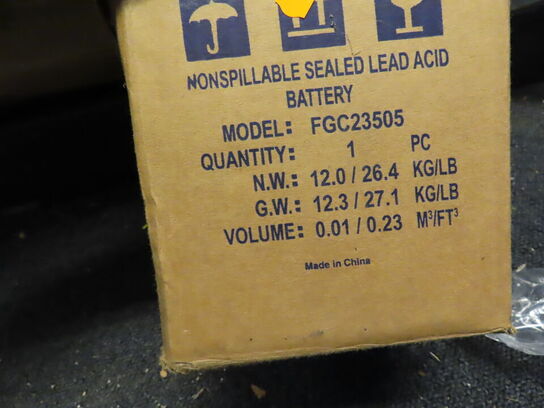 NONSPILLABLE SEALED LEAD ACID
BATTERY
MODEL: FGC23505
QUANTITY: 1 PC
N.W.: 12.0 / 26.4 KG/LB
G.W.: 12.3 / 27.1 KG/LB
VOLUME: 0.01 / 0.23 M³/FT³
Made in China